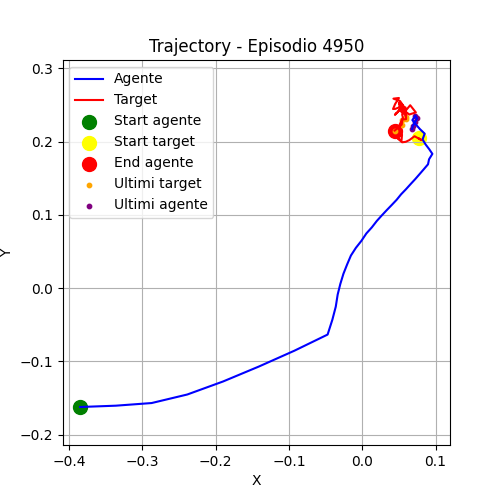 Trajectory - Episodio 4950
0.3
0.2
0.1
0.0
−0.1
−0.2
Y
Agente
Target
Start agente
Start target
End agente
Ultimi target
Ultimi agente
−0.4 −0.3 −0.2 −0.1 0.0 0.1
X